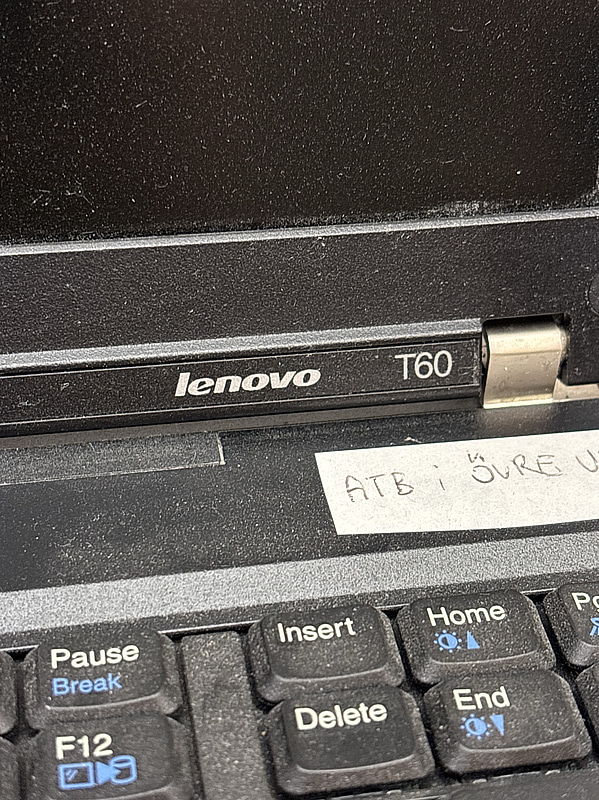 lenovo T60
ATB i ÖVRE
Insert
Home
Pause
Break
Delete
End
F12